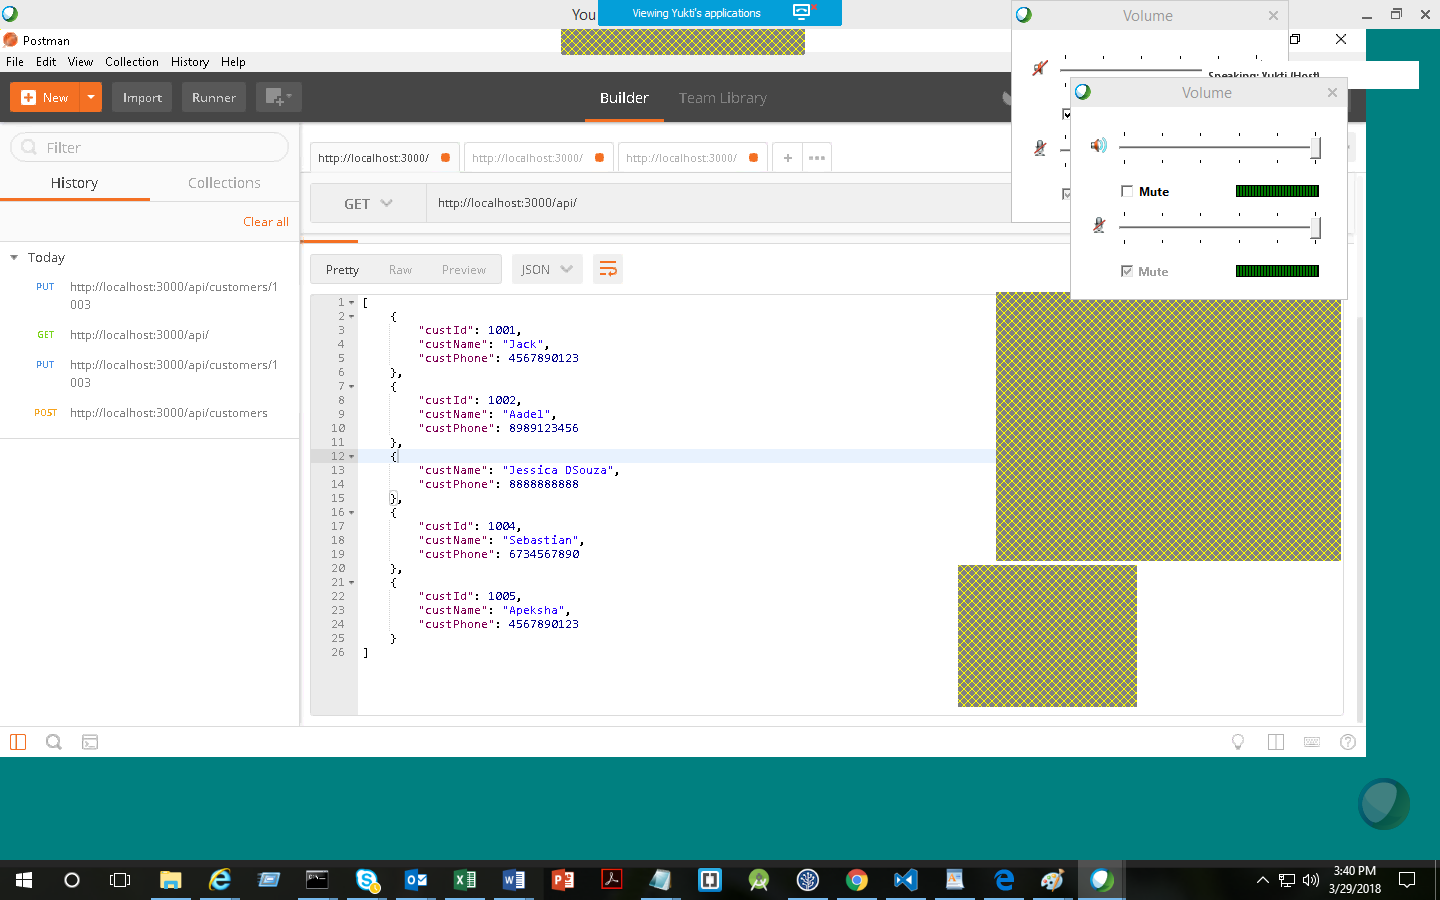 You
Viewing Yukti's applications
Volume
Postman
File Edit View Collection History Help
Speaking: Yukti (Host)
New Import Runner
Builder Team Library
Volume
Filter
http://localhost:3000/ http://localhost:3000/ http://localhost:3000/
History Collections
Mute
GET http://localhost:3000/api/
Clear all
Today
Pretty Raw Preview JSON
Mute
PUT http://localhost:3000/api/customers/1
003
GET http://localhost:3000/api/
PUT http://localhost:3000/api/customers/1
003
POST http://localhost:3000/api/customers
1 [
2 {
3 "custId": 1001,
4 "custName": "Jack",
5 "custPhone": 4567890123
6 },
7 {
8 "custId": 1002,
9 "custName": "Aadel",
10 "custPhone": 8989123456
11 },
12 {
13 "custName": "Jessica DSouza",
14 "custPhone": 8888888888
15 },
16 {
17 "custId": 1004,
18 "custName": "Sebastian",
19 "custPhone": 6734567890
20 },
21 {
22 "custId": 1005,
23 "custName": "Apeksha",
24 "custPhone": 4567890123
25 }
26 ]
3:40 PM
3/29/2018